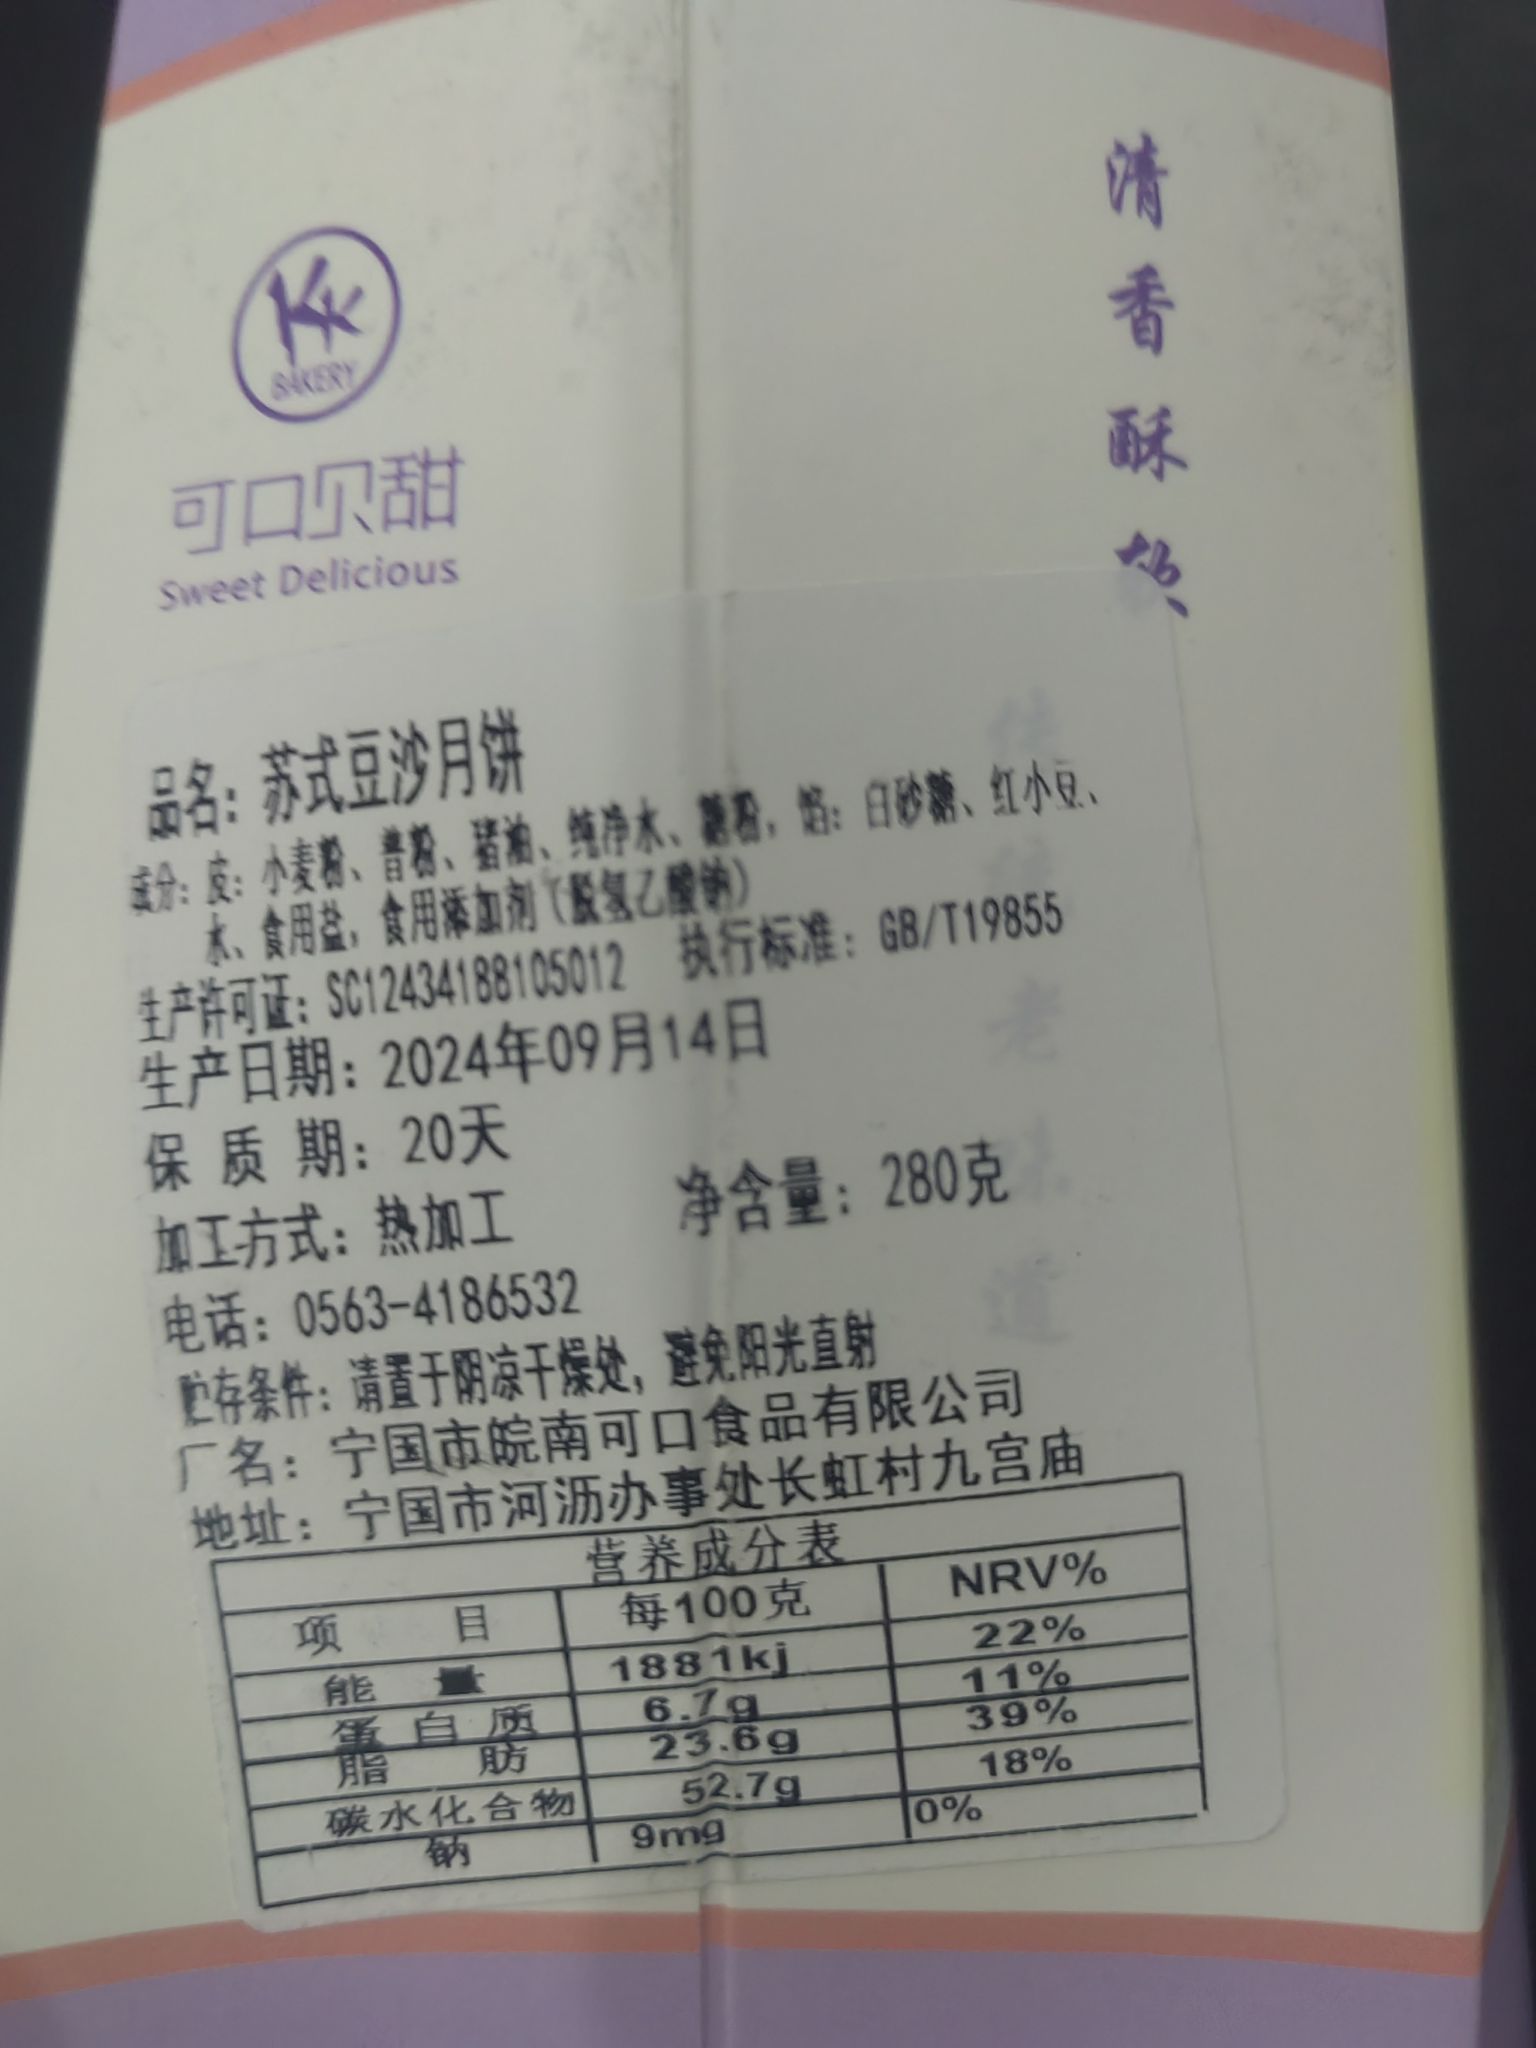 清香酥软
BAKERY
可口贝甜
Sweet Delicious
品名：苏式豆沙月饼
成分：皮：小麦粉、普粉、猪油、纯净水、糖粉，馅：白砂糖、红小豆、
水、食用盐，食用添加剂（脱氢乙酸钠）
生产许可证：SC12434188105012 执行标准：GB/T19855
生产日期：2024年09月14日
保质期：20天
加工方式：热加工 净含量：280克
电话：0563-4186532
贮存条件：请置于阴凉干燥处，避免阳光直射
厂名：宁国市皖南可口食品有限公司
地址：宁国市河沥办事处长虹村九宫庙
营养成分表
项目 每100克 NRV%
能量 1881kj 22%
蛋白质 6.7g 11%
脂肪 23.6g 39%
碳水化合物 52.7g 18%
钠 9mg 0%